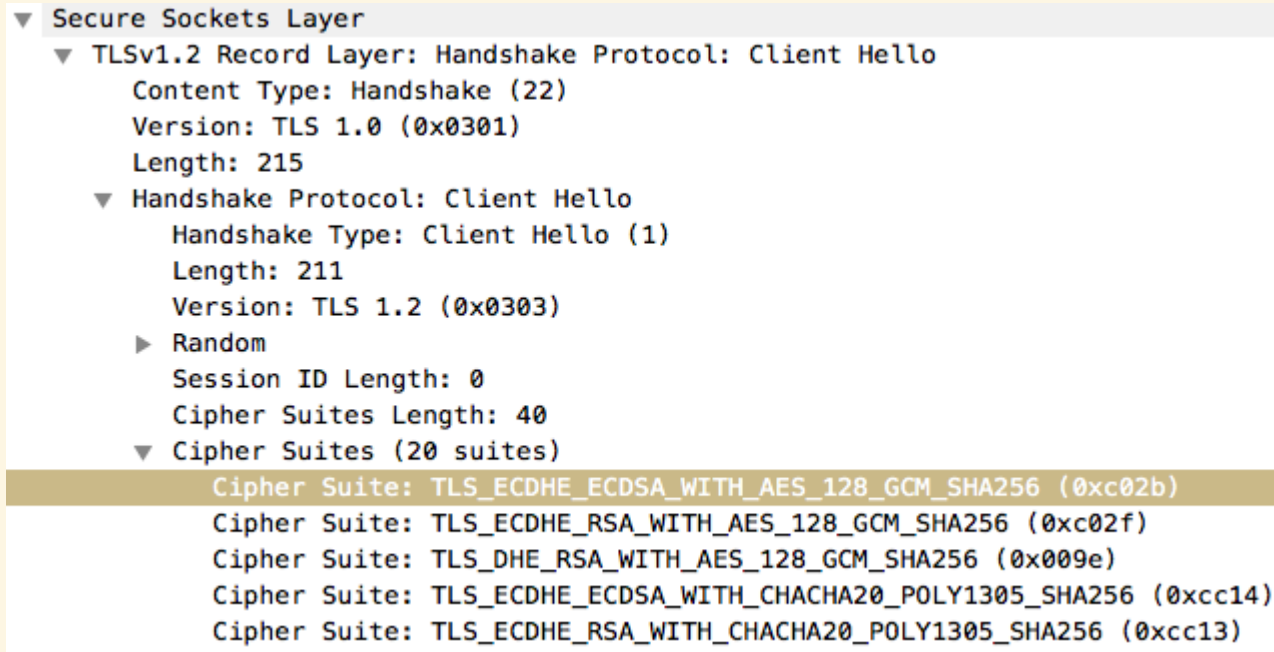 Secure Sockets Layer
TLSv1.2 Record Layer: Handshake Protocol: Client Hello
Content Type: Handshake (22)
Version: TLS 1.0 (0x0301)
Length: 215
Handshake Protocol: Client Hello
Handshake Type: Client Hello (1)
Length: 211
Version: TLS 1.2 (0x0303)
Random
Session ID Length: 0
Cipher Suites Length: 40
Cipher Suites (20 suites)
Cipher Suite: TLS_ECDHE_ECDSA_WITH_AES_128_GCM_SHA256 (0xc02b)
Cipher Suite: TLS_ECDHE_RSA_WITH_AES_128_GCM_SHA256 (0xc02f)
Cipher Suite: TLS_DHE_RSA_WITH_AES_128_GCM_SHA256 (0x009e)
Cipher Suite: TLS_ECDHE_ECDSA_WITH_CHACHA20_POLY1305_SHA256 (0xcc14)
Cipher Suite: TLS_ECDHE_RSA_WITH_CHACHA20_POLY1305_SHA256 (0xcc13)